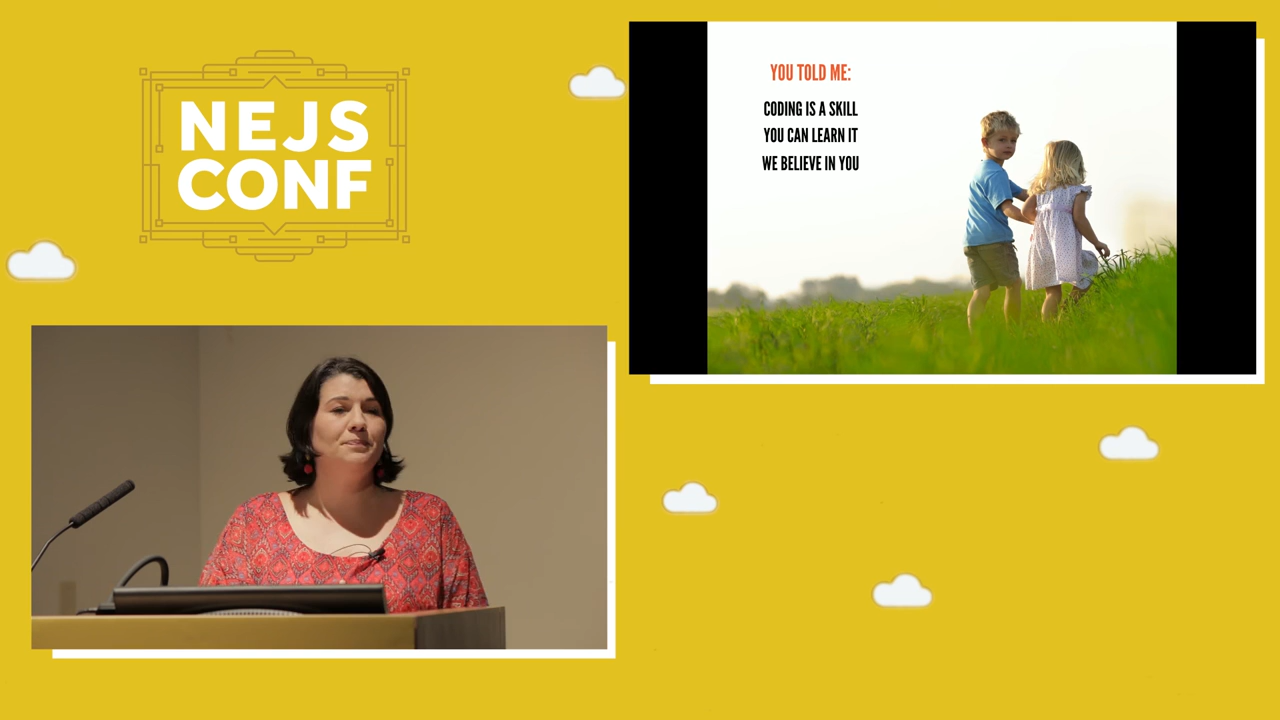 NEJS
CONF
YOU TOLD ME:
CODING IS A SKILL
YOU CAN LEARN IT
WE BELIEVE IN YOU